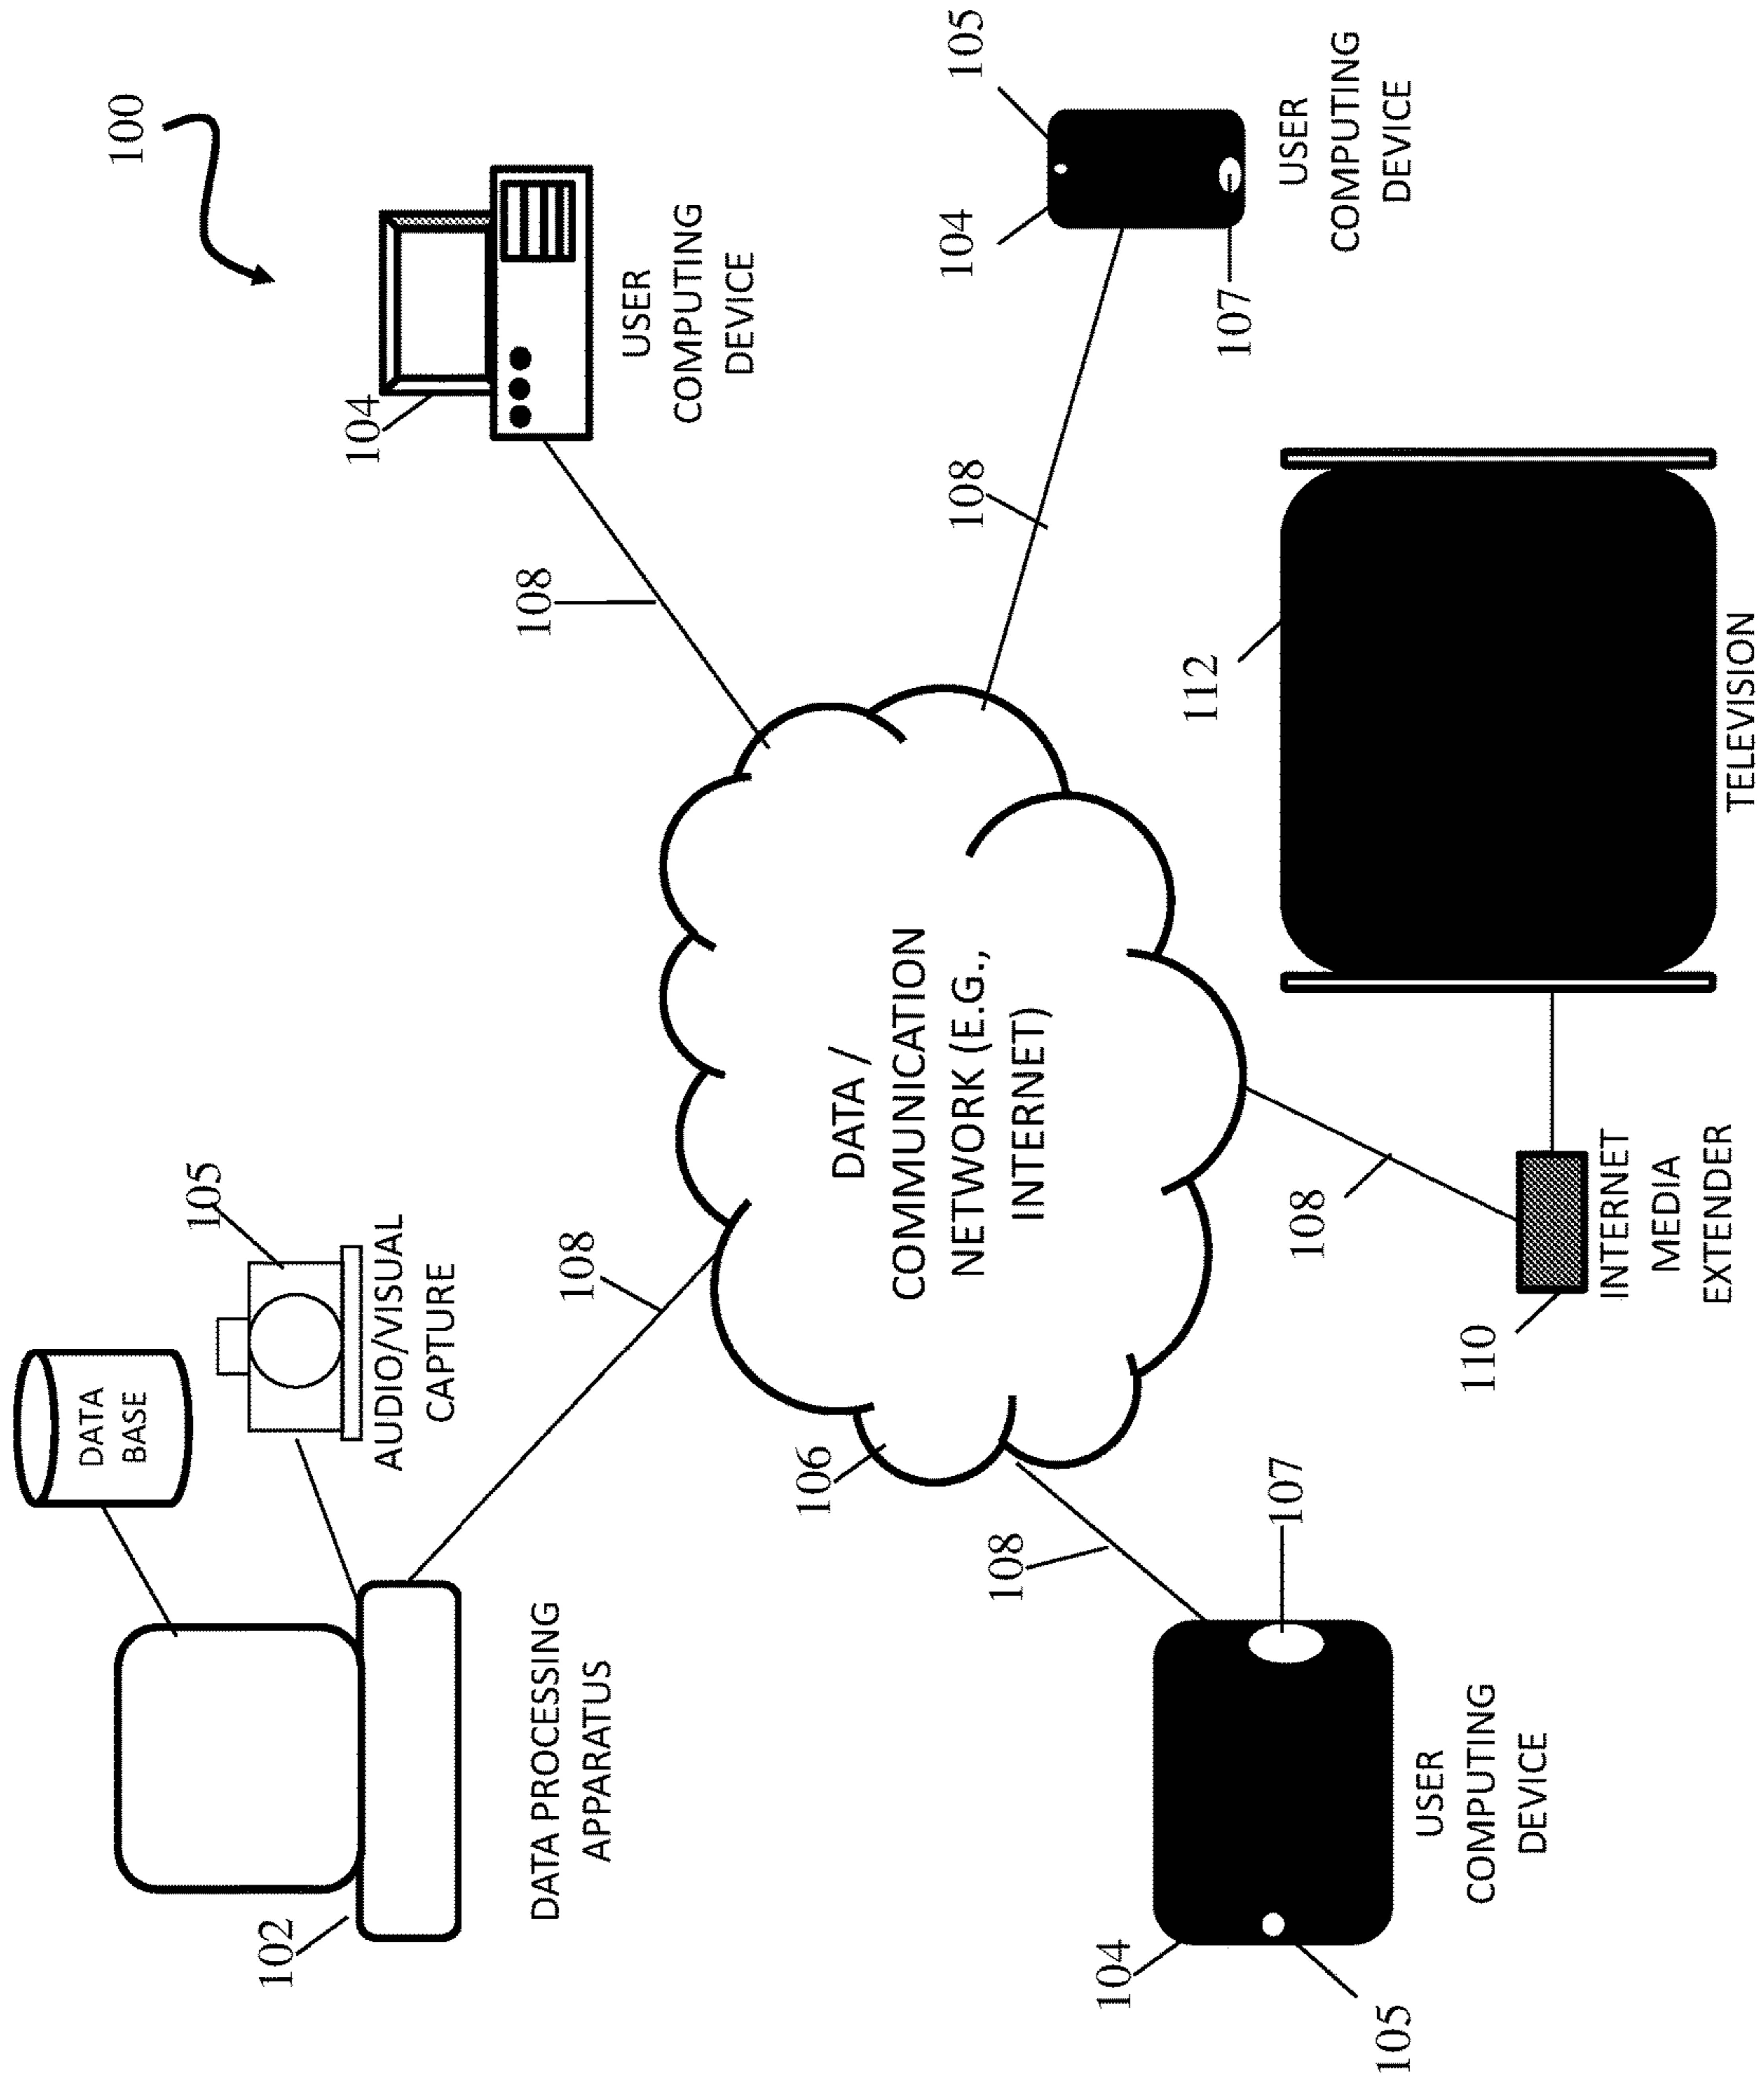 100
DATA
BASE
105
AUDIO/VISUAL
CAPTURE
102
DATA PROCESSING
APPARATUS
108
104
USER
COMPUTING
DEVICE
108
106
DATA /
COMMUNICATION
NETWORK (E.G.,
INTERNET)
108
104
105
107
USER
COMPUTING
DEVICE
108
107
104
105
USER
COMPUTING
DEVICE
108
110
INTERNET
MEDIA
EXTENDER
112
TELEVISION